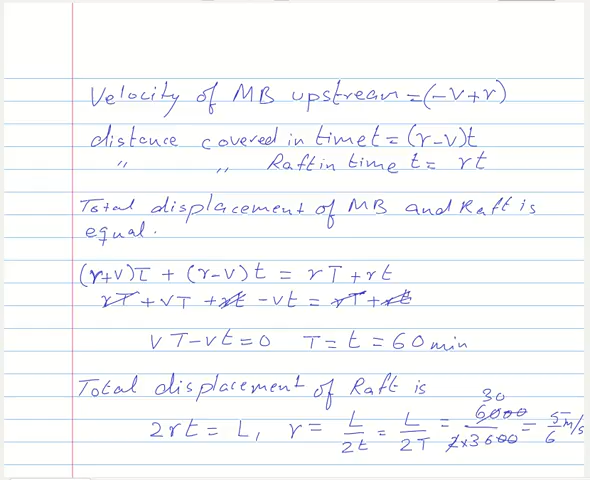 Velocity of MB upstream = (-v+r)
distance covered in time t = (r-v)t
" " Raft in time t = rt
Total displacement of MB and Raft is
equal.
(r+v)T + (r-v)t = rT + rt
rT + vT + rt - vt = rT + rt
vT - vt = 0 T = t = 60 min
Total displacement of Raft is
2rt = L, r = L/2t = L/2T = 6000/2x3600 = 5/6 m/s
30